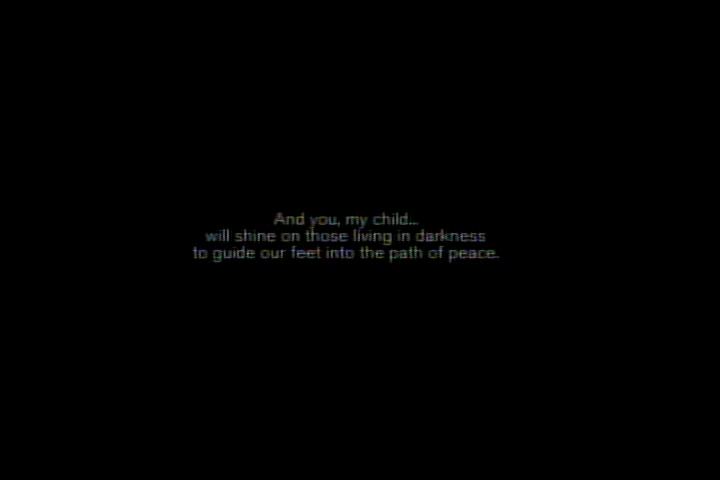 And you, my child...
will shine on those living in darkness
to guide our feet into the path of peace.